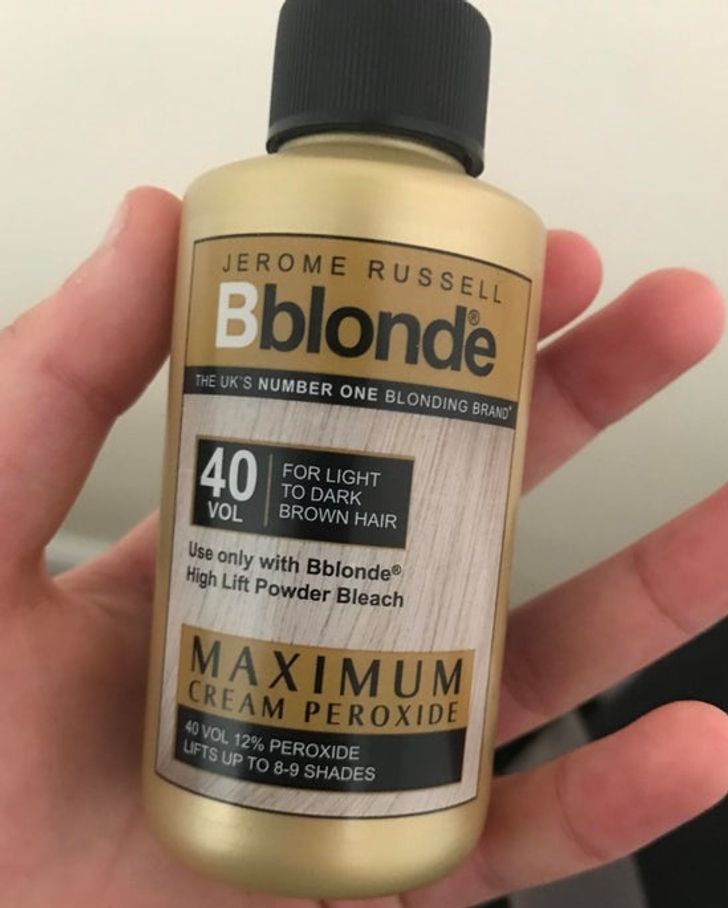 JEROME RUSSELL
Bblonde®
THE UK'S NUMBER ONE BLONDING BRAND*
40
VOL
FOR LIGHT
TO DARK
BROWN HAIR
Use only with Bblonde®
High Lift Powder Bleach
MAXIMUM
CREAM PEROXIDE
40 VOL 12% PEROXIDE
LIFTS UP TO 8-9 SHADES